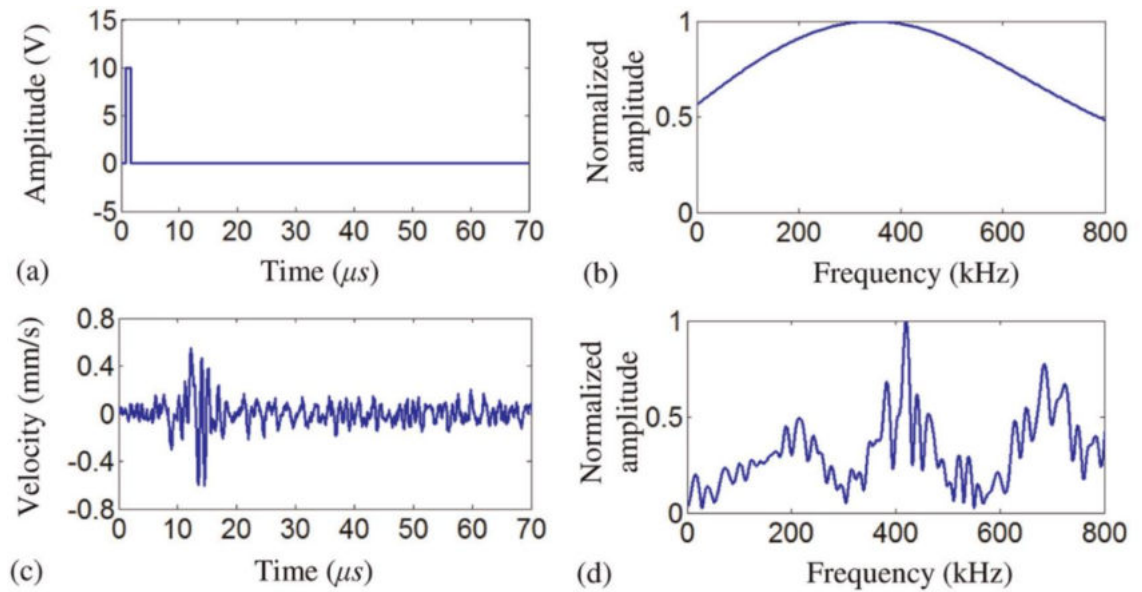 15
10
5
0
-5
Amplitude (V)
0 10 20 30 40 50 60 70
(a)
Time (μs)
1
0.5
1
Normalized
amplitude
0 200 400 600 800
(b)
Frequency (kHz)
0.8
0.4
0
-0.4
-0.8
Velocity (mm/s)
0 10 20 30 40 50 60 70
(c)
Time (μs)
1
0.5
0
Normalized
amplitude
0 200 400 600 800
(d)
Frequency (kHz)